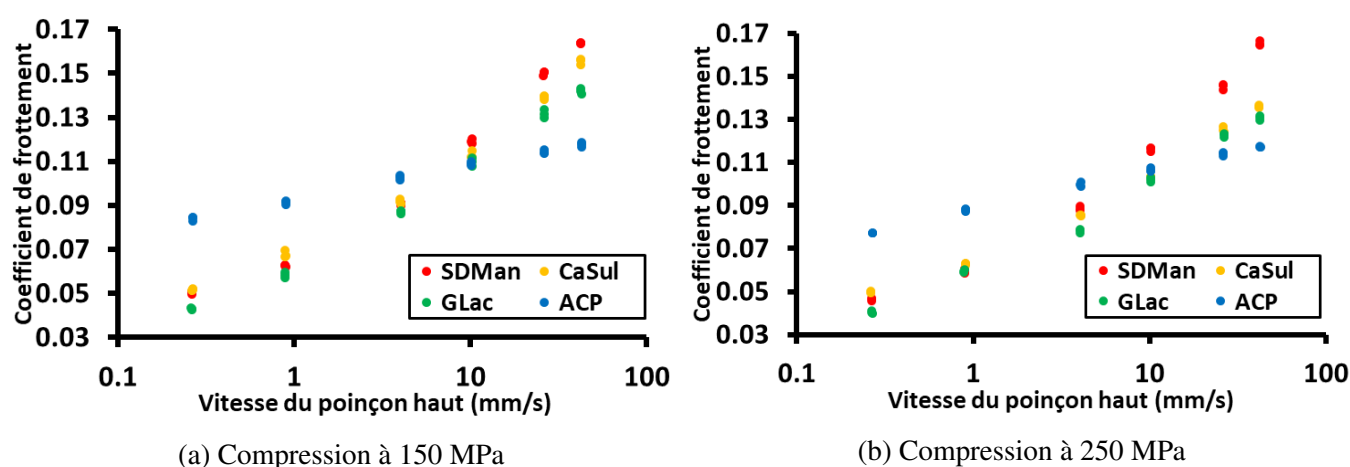 Coefficient de frottement
0.17
0.15
0.13
0.11
0.09
0.07
0.05
0.03
SDMan
CaSul
GLac
ACP
0.1
1
10
100
Vitesse du poinçon haut (mm/s)
(a) Compression à 150 MPa
Coefficient de frottement
0.17
0.15
0.13
0.11
0.09
0.07
0.05
0.03
SDMan
CaSul
GLac
ACP
0.1
1
10
100
Vitesse du poinçon haut (mm/s)
(b) Compression à 250 MPa